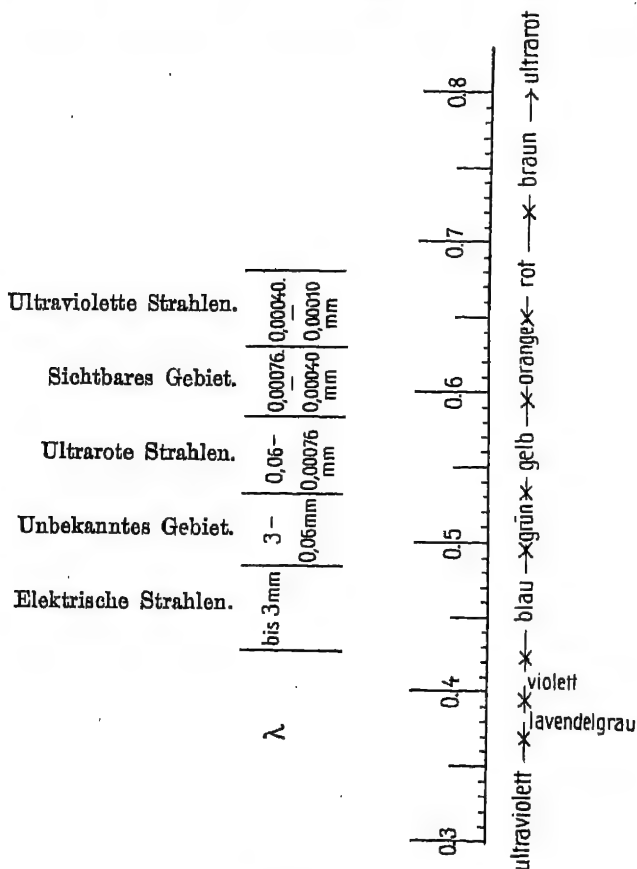 Ultraviolette Strahlen.
0,00040.
–
0,00010
mm
Sichtbares Gebiet.
0,00076.
–
0,00040
mm
Ultrarote Strahlen.
0,06–
0,00076
mm
Unbekanntes Gebiet.
3 –
0,06mm
Elektrische Strahlen.
bis 3mm
λ
0.3
0.4
0.5
0.6
0.7
0.8
ultraviolett
lavendelgrau
violett
blau
grün
gelb
orange
rot
braun
ultrarot